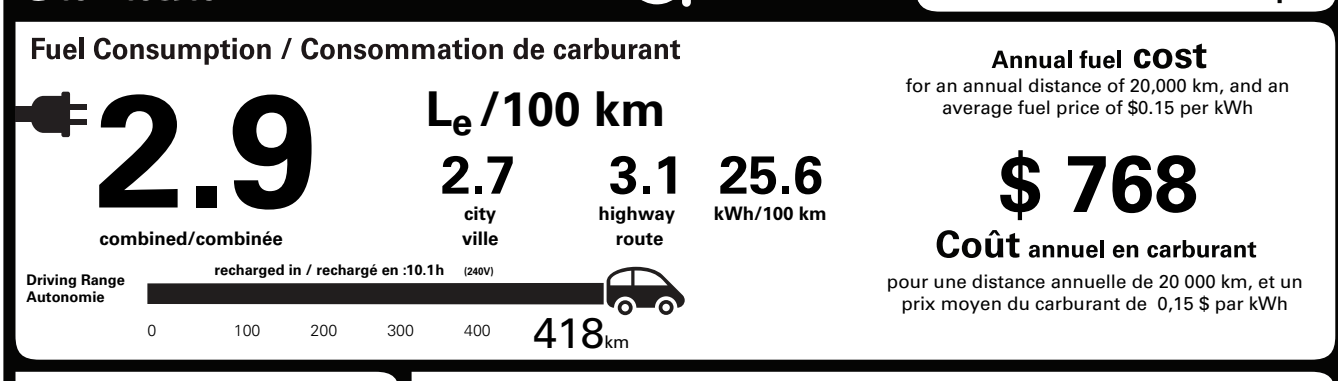 Fuel Consumption / Consommation de carburant
2.9
combined/combinée
Le/100 km
2.7
city
ville
3.1
highway
route
25.6
kWh/100 km
recharged in / rechargé en :10.1h (240V)
Driving Range
Autonomie
0 100 200 300 400 418km
Annual fuel cost
for an annual distance of 20,000 km, and an
average fuel price of $0.15 per kWh
$ 768
Coût annuel en carburant
pour une distance annuelle de 20 000 km, et un
prix moyen du carburant de 0,15 $ par kWh